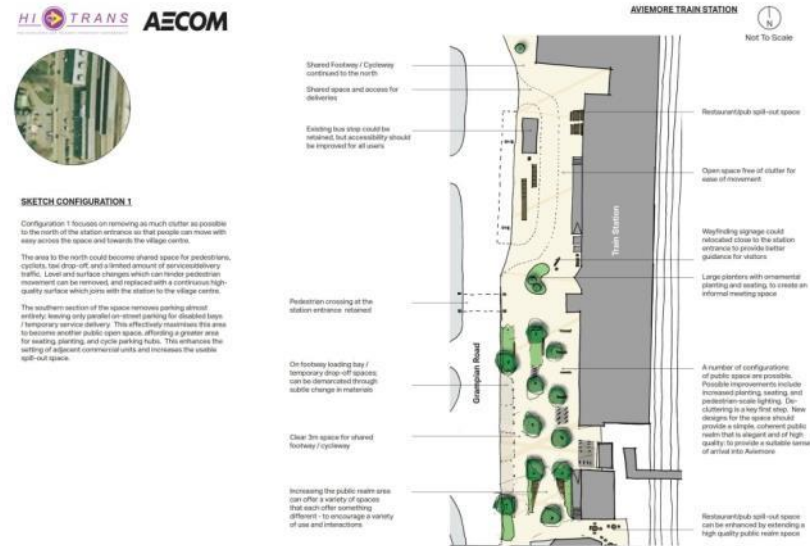 HI TRANS
AECOM
AVIEMORE TRAIN STATION
N
Not To Scale
SKETCH CONFIGURATION 1
Configuration 1 focuses on removing as much clutter as possible
to the north of the station entrance so that people can move with
easy across the space and towards the village centre.
The area to the north could become shared space for pedestrians,
cyclists, taxi drop-off, and a limited amount of services/delivery
traffic. Level and surface changes which can hinder pedestrian
movement can be removed, and replaced with a continuous high-
quality surface which joins with the station to the village centre.
The southern section of the space removes parking almost
entirely; leaving only parallel on-street parking for disabled bays
/ temporary service delivery. This effectively maximises this area
to become another public open space, affording a greater area
for seating, planting, and cycle parking hubs. This enhances the
setting of adjacent commercial units and increases the usable
spill-out space.
Shared Footway / Cycleway
continued to the north
Shared space and access for
deliveries
Existing bus stop could be
retained, but accessibility should
be improved for all users
Pedestrian crossing at the
station entrance retained
On footway loading bay /
temporary drop-off spaces;
can be demarcated through
subtle change in materials
Clear 3m space for shared
footway / cycleway
Increasing the public realm area
can offer a variety of spaces
that each offer something
different - to encourage a variety
of use and interactions
Grampian Road
Train Station
Restaurant/pub spill-out space
Open space free of clutter for
ease of movement
Wayfinding signage could
relocated close to the station
entrance to provide better
guidance for visitors
Large planters with ornamental
planting and seating, to create an
informal meeting space
A number of configurations
of public space are possible.
Possible improvements include
increased planting, seating, and
pedestrian-scale lighting. De-
cluttering is a key first step. New
designs for the space should
provide a simple, coherent public
realm that is elegant and of high
quality; to provide a suitable sense
of arrival into Aviemore
Restaurant/pub spill-out space
can be enhanced by extending a
high quality public realm space